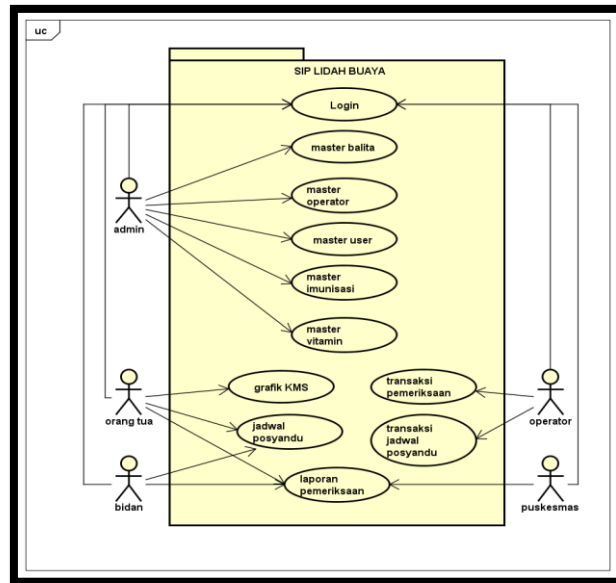 uc
SIP LIDAH BUAYA
Login
master balita
master
operator
admin
master user
master
imunisasi
master
vitamin
grafik KMS
transaksi
pemeriksaan
orang tua
jadwal
posyandu
transaksi
jadwal
posyandu
operator
laporan
pemeriksaan
bidan
puskesmas